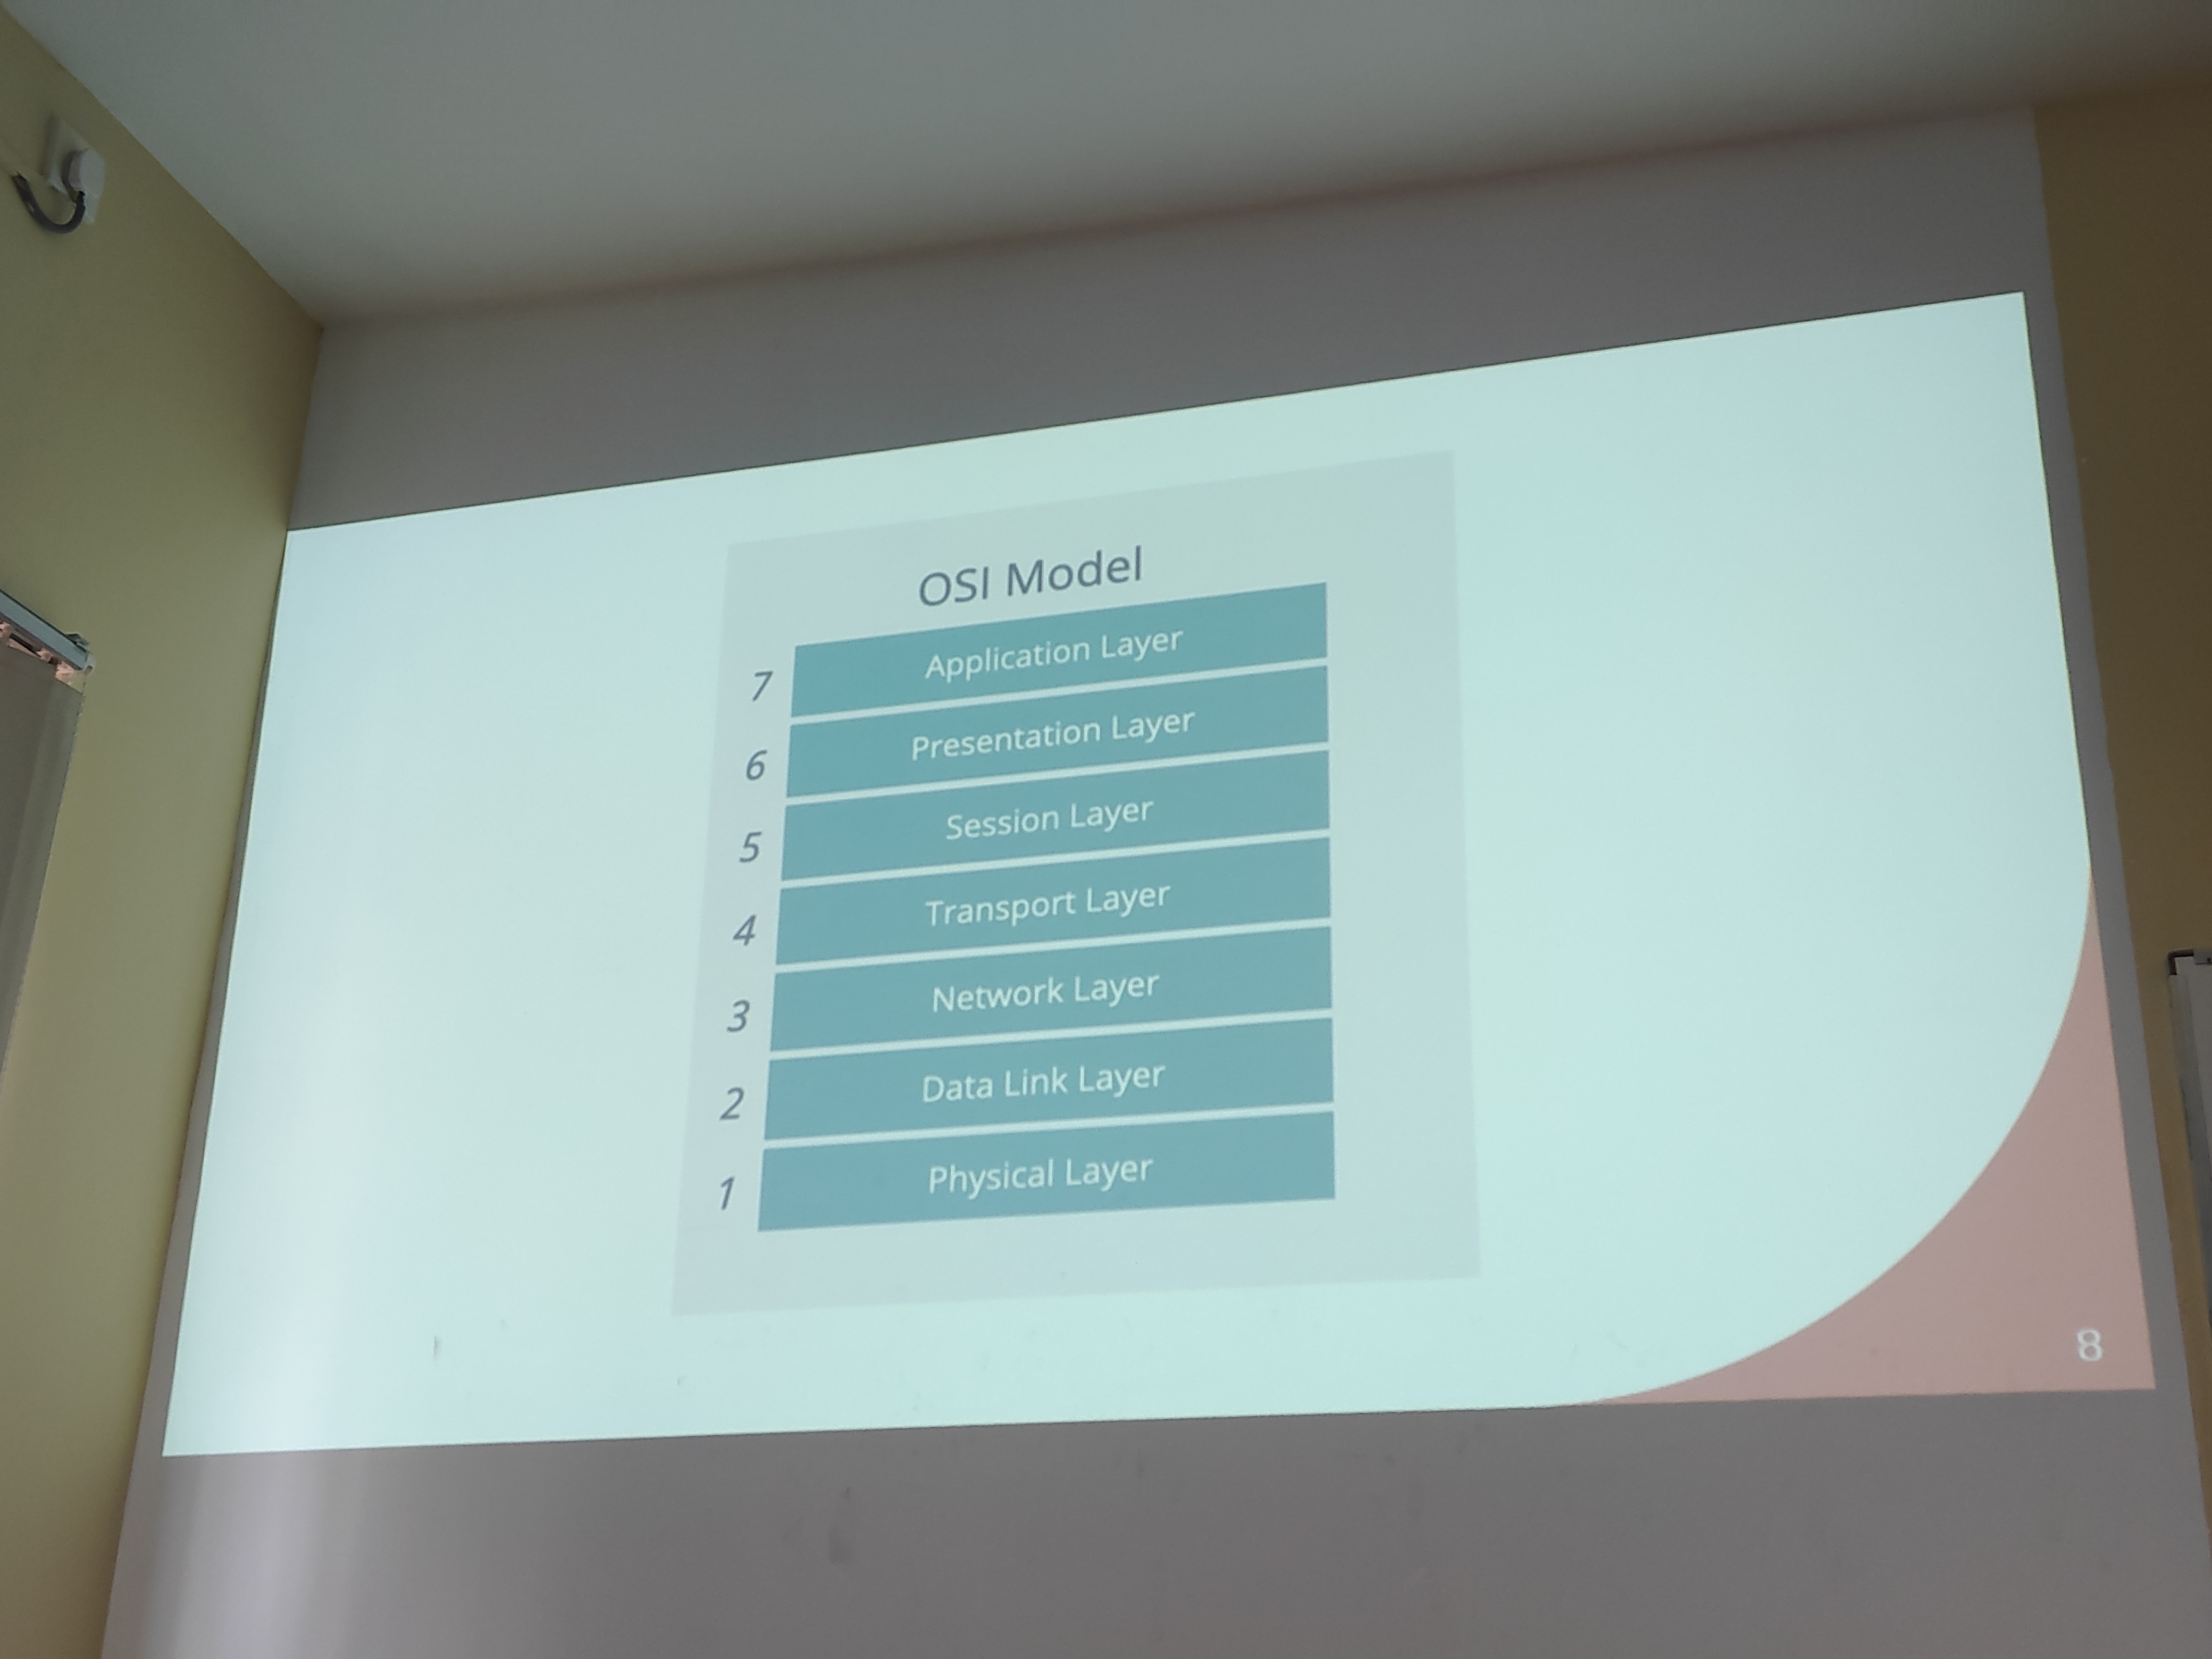 OSI Model
7 Application Layer
6 Presentation Layer
5 Session Layer
4 Transport Layer
3 Network Layer
2 Data Link Layer
1 Physical Layer
8